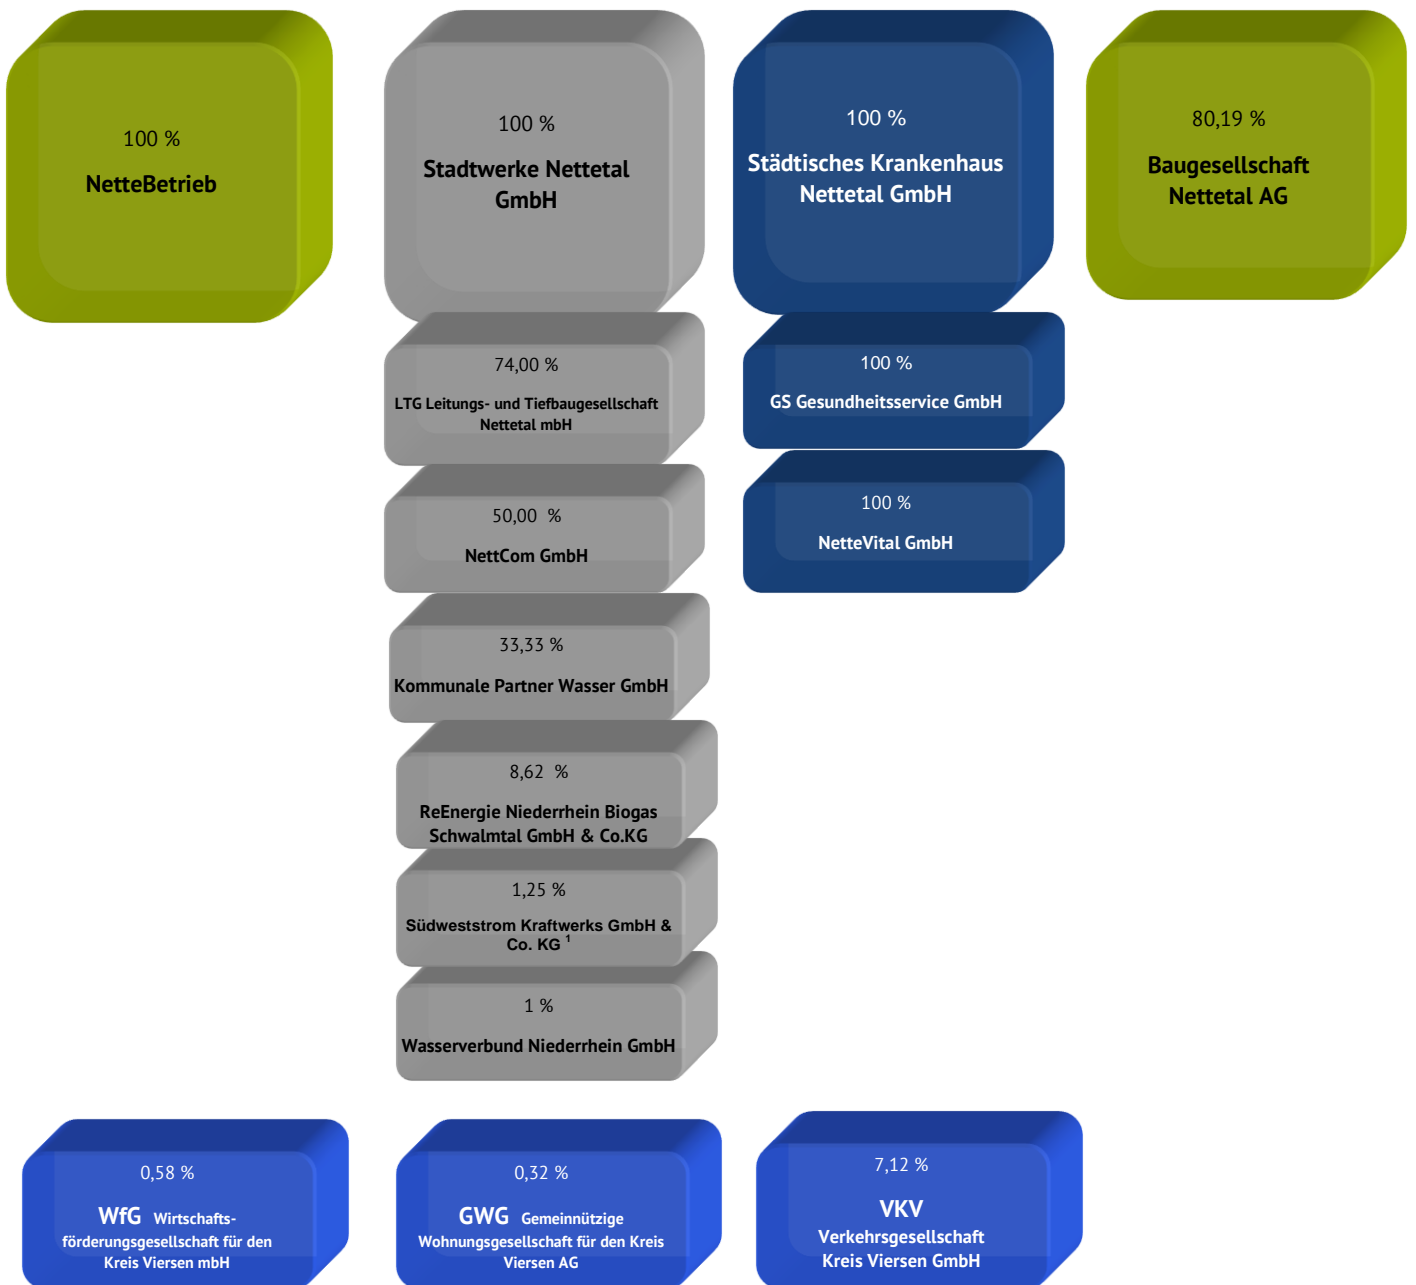 100 %
NetteBetrieb
100 %
Stadtwerke Nettetal
GmbH
100 %
Städtisches Krankenhaus
Nettetal GmbH
80,19 %
Baugesellschaft
Nettetal AG
74,00 %
LTG Leitungs- und Tiefbaugesellschaft
Nettetal mbH
50,00 %
NettCom GmbH
33,33 %
Kommunale Partner Wasser GmbH
8,62 %
ReEnergie Niederrhein Biogas
Schwalmtal GmbH & Co.KG
1,25 %
Südweststrom Kraftwerks GmbH &
Co. KG ¹
1 %
Wasserverbund Niederrhein GmbH
100 %
GS Gesundheitsservice GmbH
100 %
NetteVital GmbH
0,58 %
WfG Wirtschafts-
förderungsgesellschaft für den
Kreis Viersen mbH
0,32 %
GWG Gemeinnützige
Wohnungsgesellschaft für den Kreis
Viersen AG
7,12 %
VKV
Verkehrsgesellschaft
Kreis Viersen GmbH